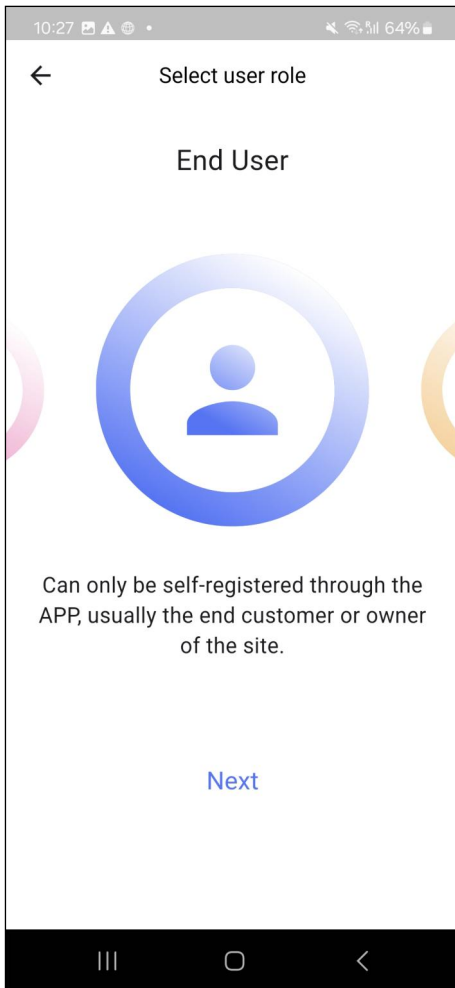 10:27 64%
Select user role
End User
Can only be self-registered through the
APP, usually the end customer or owner
of the site.
Next